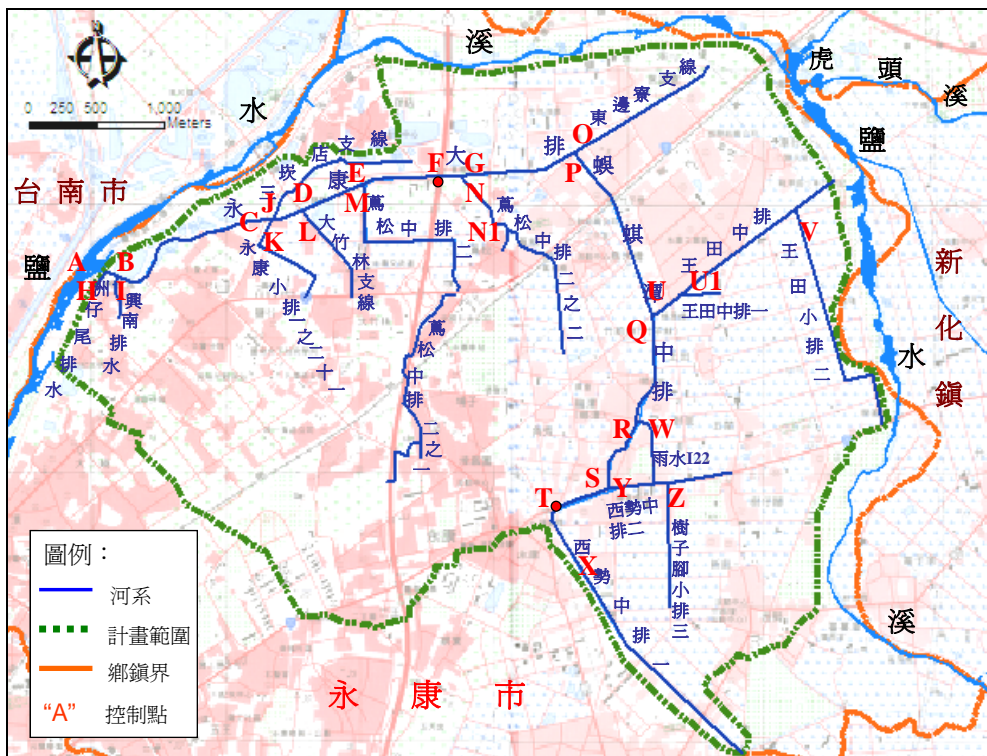 溪
虎
頭
溪
水
鹽
0 250 500 1,000
Meters
台南市
鹽
水
新化鎮
水
溪
永康市
三崁店支線
永康大排
東邊寮支線
蜈蜞潭中排
王田中排
王田中排一
王田小排二
蔦松中排二
蔦松中排二之一
蔦松中排二之二
大竹林支線
永康小排一之二十一
興南排水
洲仔尾排水
雨水I22
西勢中排二
樹子腳小排三
西勢中排一
A
B
C
D
E
F
G
H
I
J
K
L
M
N
N1
O
P
Q
R
S
T
U
U1
V
W
X
Y
Z
圖例：
河系
計畫範圍
鄉鎮界
“A” 控制點